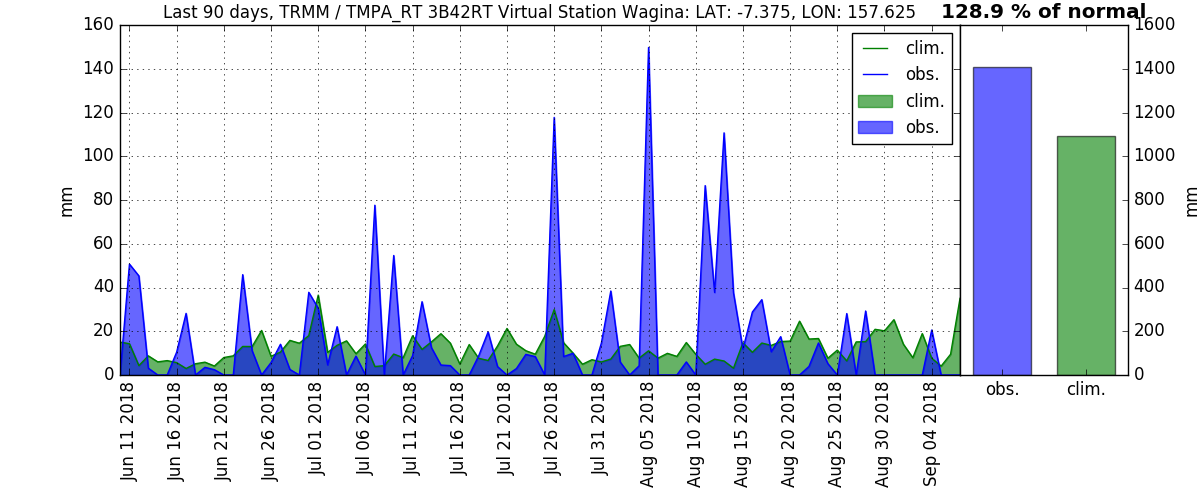 Last 90 days, TRMM / TMPA_RT 3B42RT Virtual Station Wagina: LAT: -7.375, LON: 157.625
128.9 % of normal
160
140
120
100
80
60
40
20
0
mm
clim.
obs.
clim.
obs.
Jun 11 2018
Jun 16 2018
Jun 21 2018
Jun 26 2018
Jul 01 2018
Jul 06 2018
Jul 11 2018
Jul 16 2018
Jul 21 2018
Jul 26 2018
Jul 31 2018
Aug 05 2018
Aug 10 2018
Aug 15 2018
Aug 20 2018
Aug 25 2018
Aug 30 2018
Sep 04 2018
1600
1400
1200
1000
800
600
400
200
0
mm
obs.
clim.